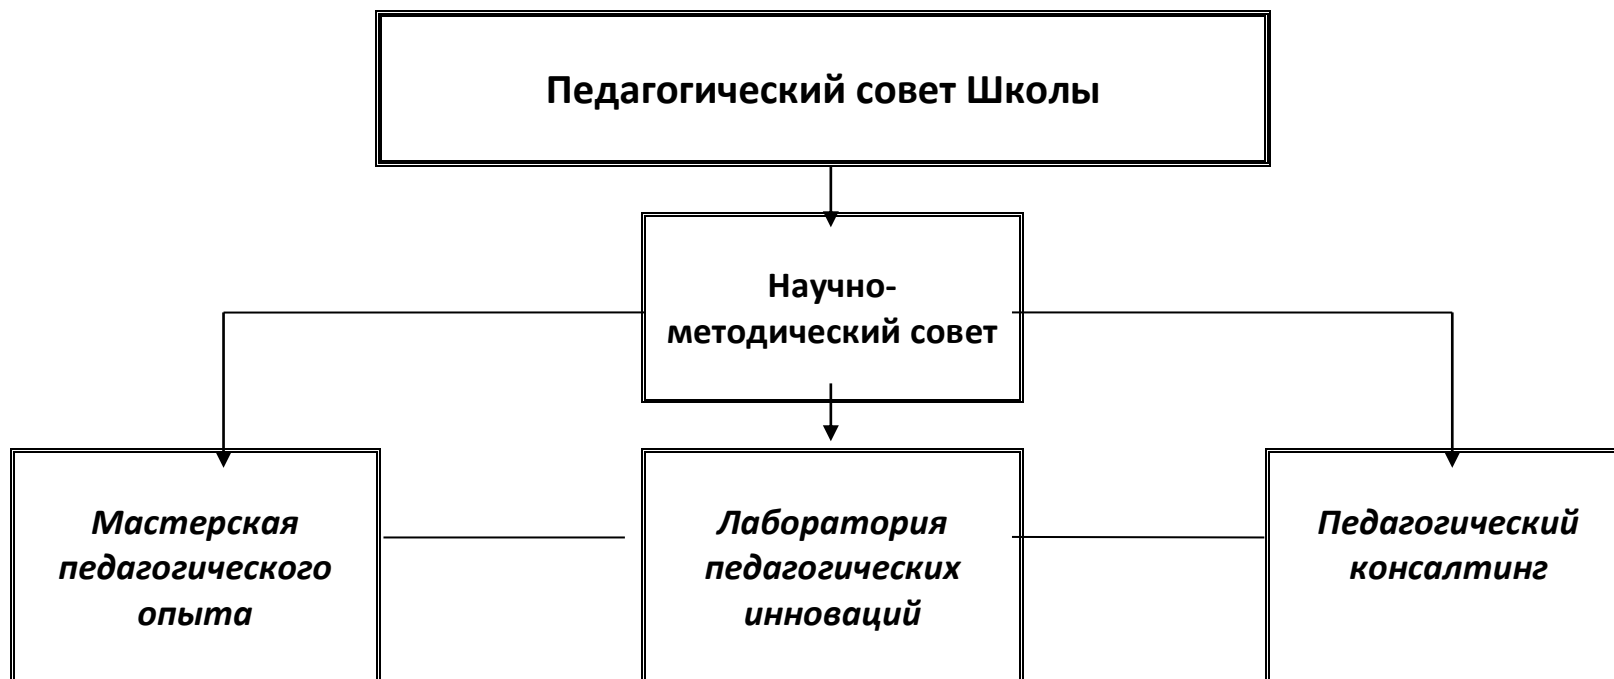 Педагогический совет Школы
Научно-
методический совет
Мастерская
педагогического
опыта
Лаборатория
педагогических
инноваций
Педагогический
консалтинг